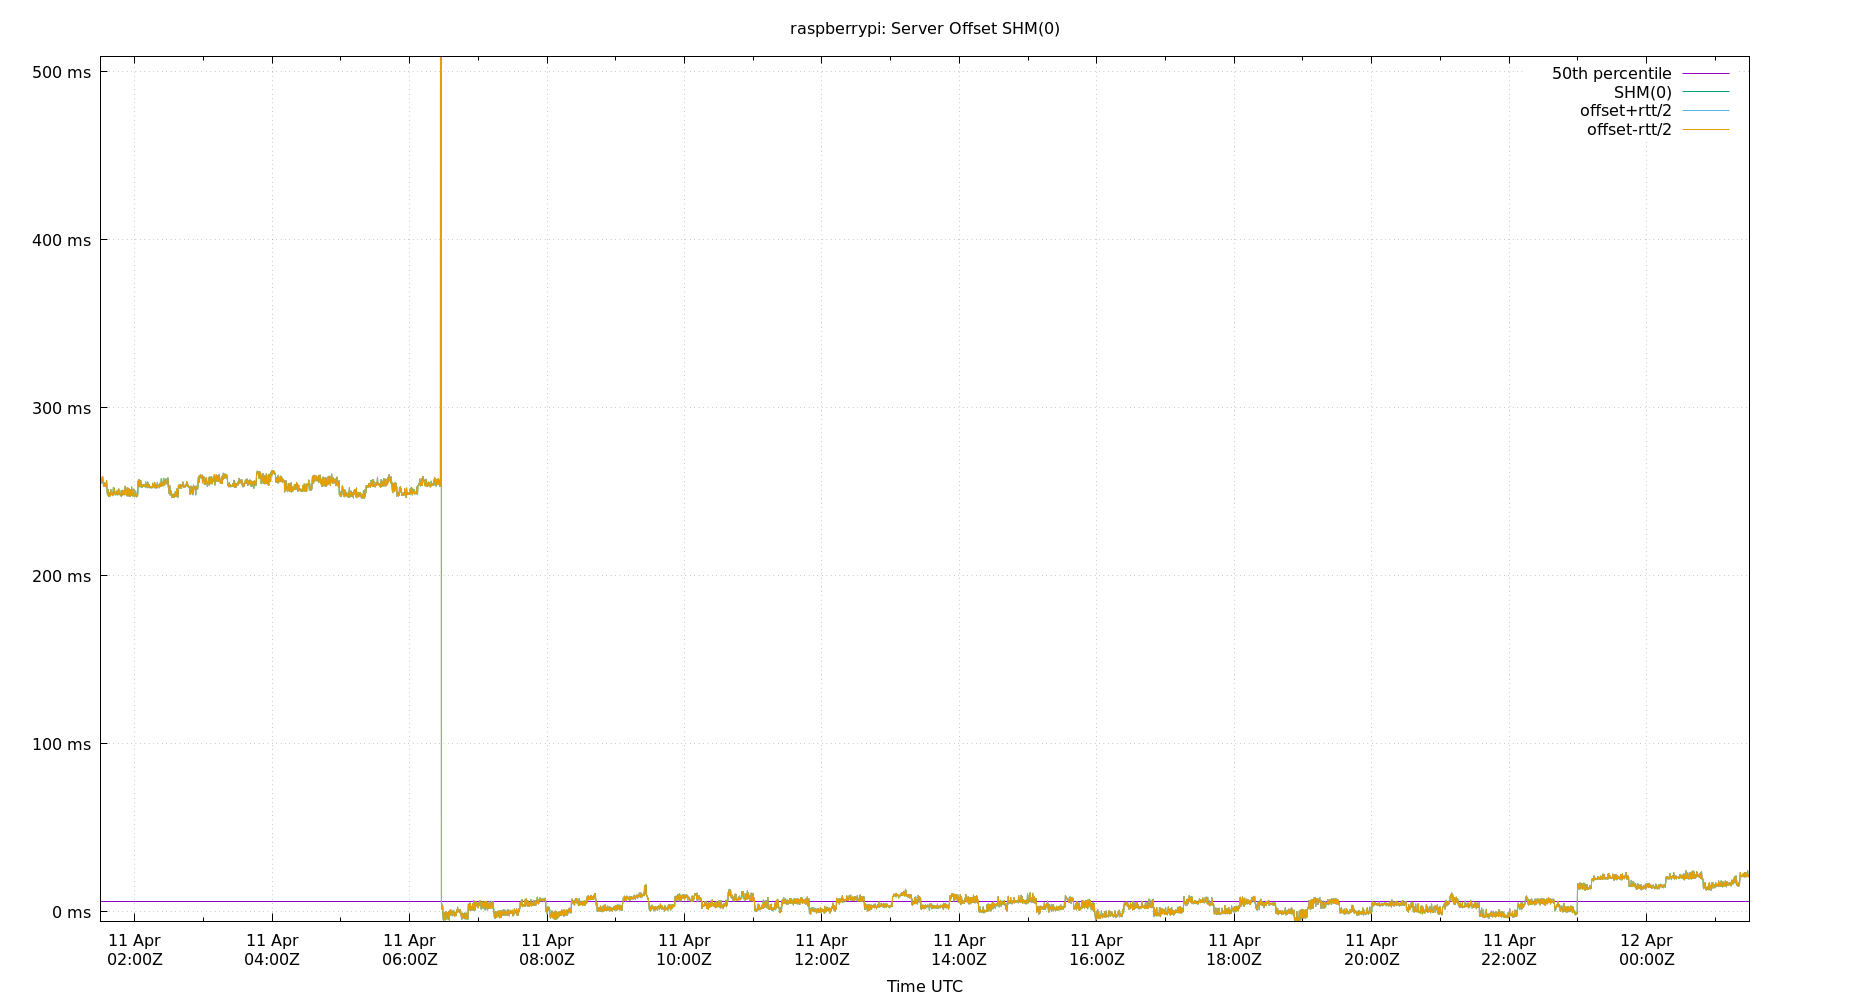 raspberrypi: Server Offset SHM(0)
500 ms
400 ms
300 ms
200 ms
100 ms
0 ms
50th percentile
SHM(0)
offset+rtt/2
offset-rtt/2
11 Apr 11 Apr 11 Apr 11 Apr 11 Apr 11 Apr 11 Apr 11 Apr 11 Apr 11 Apr 11 Apr 12 Apr
02:00Z 04:00Z 06:00Z 08:00Z 10:00Z 12:00Z 14:00Z 16:00Z 18:00Z 20:00Z 22:00Z 00:00Z
Time UTC